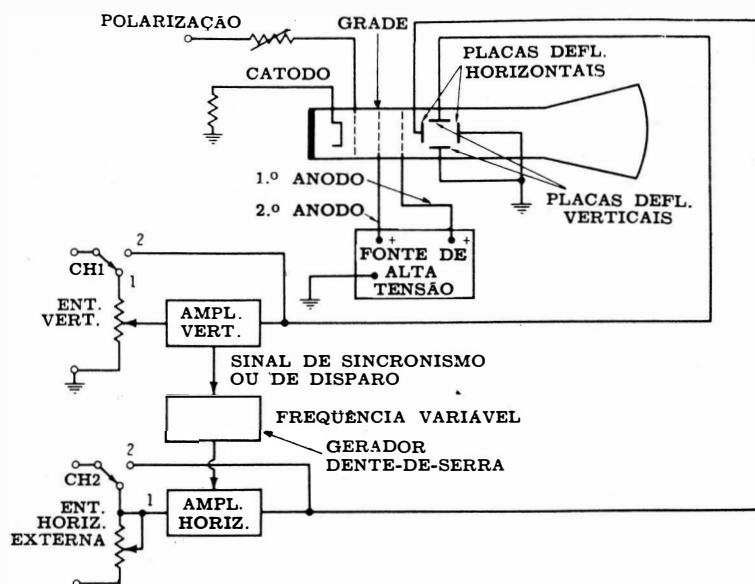 POLARIZAÇÃO
GRADE
PLACAS DEFL.
HORIZONTAIS
CATODO
1.º ANODO
2.º ANODO
PLACAS DEFL.
VERTICAIS
+ +
FONTE DE
ALTA
TENSÃO
2
CH1
1
ENT.
VERT.
AMPL.
VERT.
SINAL DE SINCRONISMO
OU DE DISPARO
FREQÜÊNCIA VARIÁVEL
GERADOR
DENTE-DE-SERRA
2
CH2
1
ENT.
HORIZ.
EXTERNA
AMPL.
HORIZ.